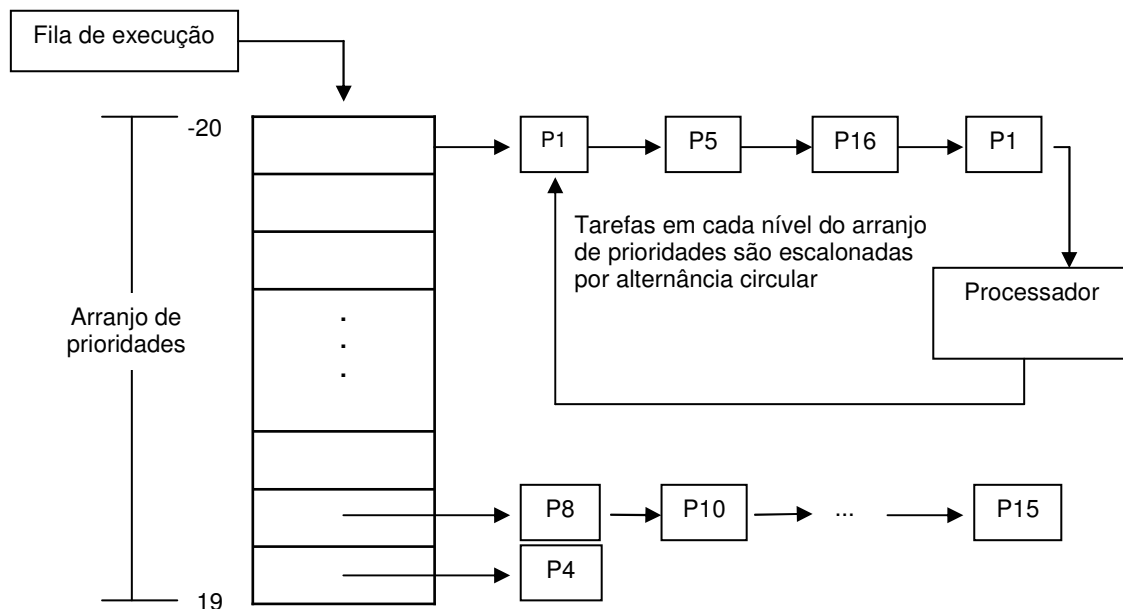 Fila de execução
-20
P1
P5
P16
P1
Tarefas em cada nível do arranjo
de prioridades são escalonadas
por alternância circular
Processador
Arranjo de
prioridades
.
.
.
P8
P10
...
P15
P4
19